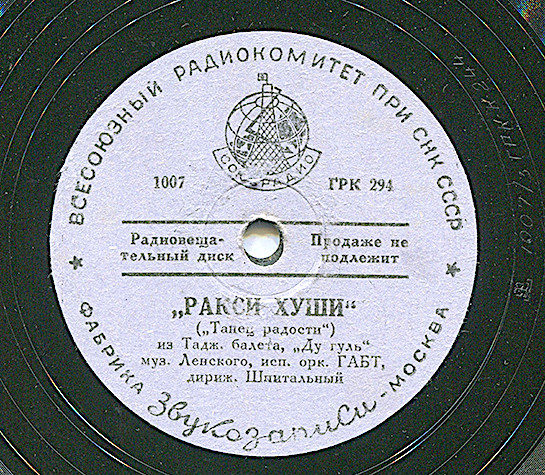 ВСЕСОЮЗНЫЙ РАДИОКОМИТЕТ ПРИ СНК СССР
СОЮЗРАДИО
1007 ГРК 294
Радиовеща- Продаже не
тельный диск подлежит
„РАКСИ ХУШИ“
(„Танец радости“)
из Тадж. балета, „Ду гуль“
муз. Ленского, исп. орк. ГАБТ,
дириж. Шпитальный
ФАБРИКА Звукозаписи - МОСКВА